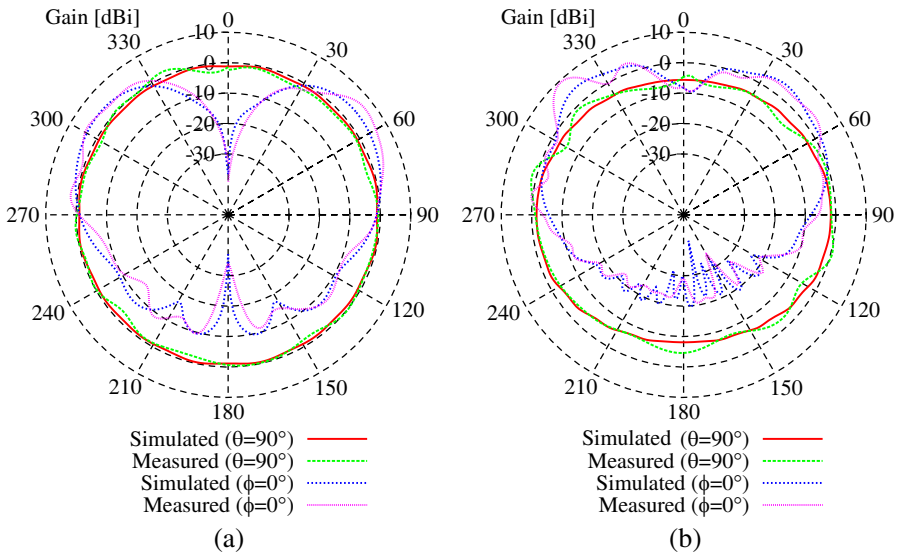 Gain [dBi]
10
0
-10
-20
-30
0
30
60
90
120
150
180
210
240
270
300
330
Simulated (θ=90°)
Measured (θ=90°)
Simulated (ϕ=0°)
Measured (ϕ=0°)
(a)
Gain [dBi]
10
0
-10
-20
-30
0
30
60
90
120
150
180
210
240
270
300
330
Simulated (θ=90°)
Measured (θ=90°)
Simulated (ϕ=0°)
Measured (ϕ=0°)
(b)